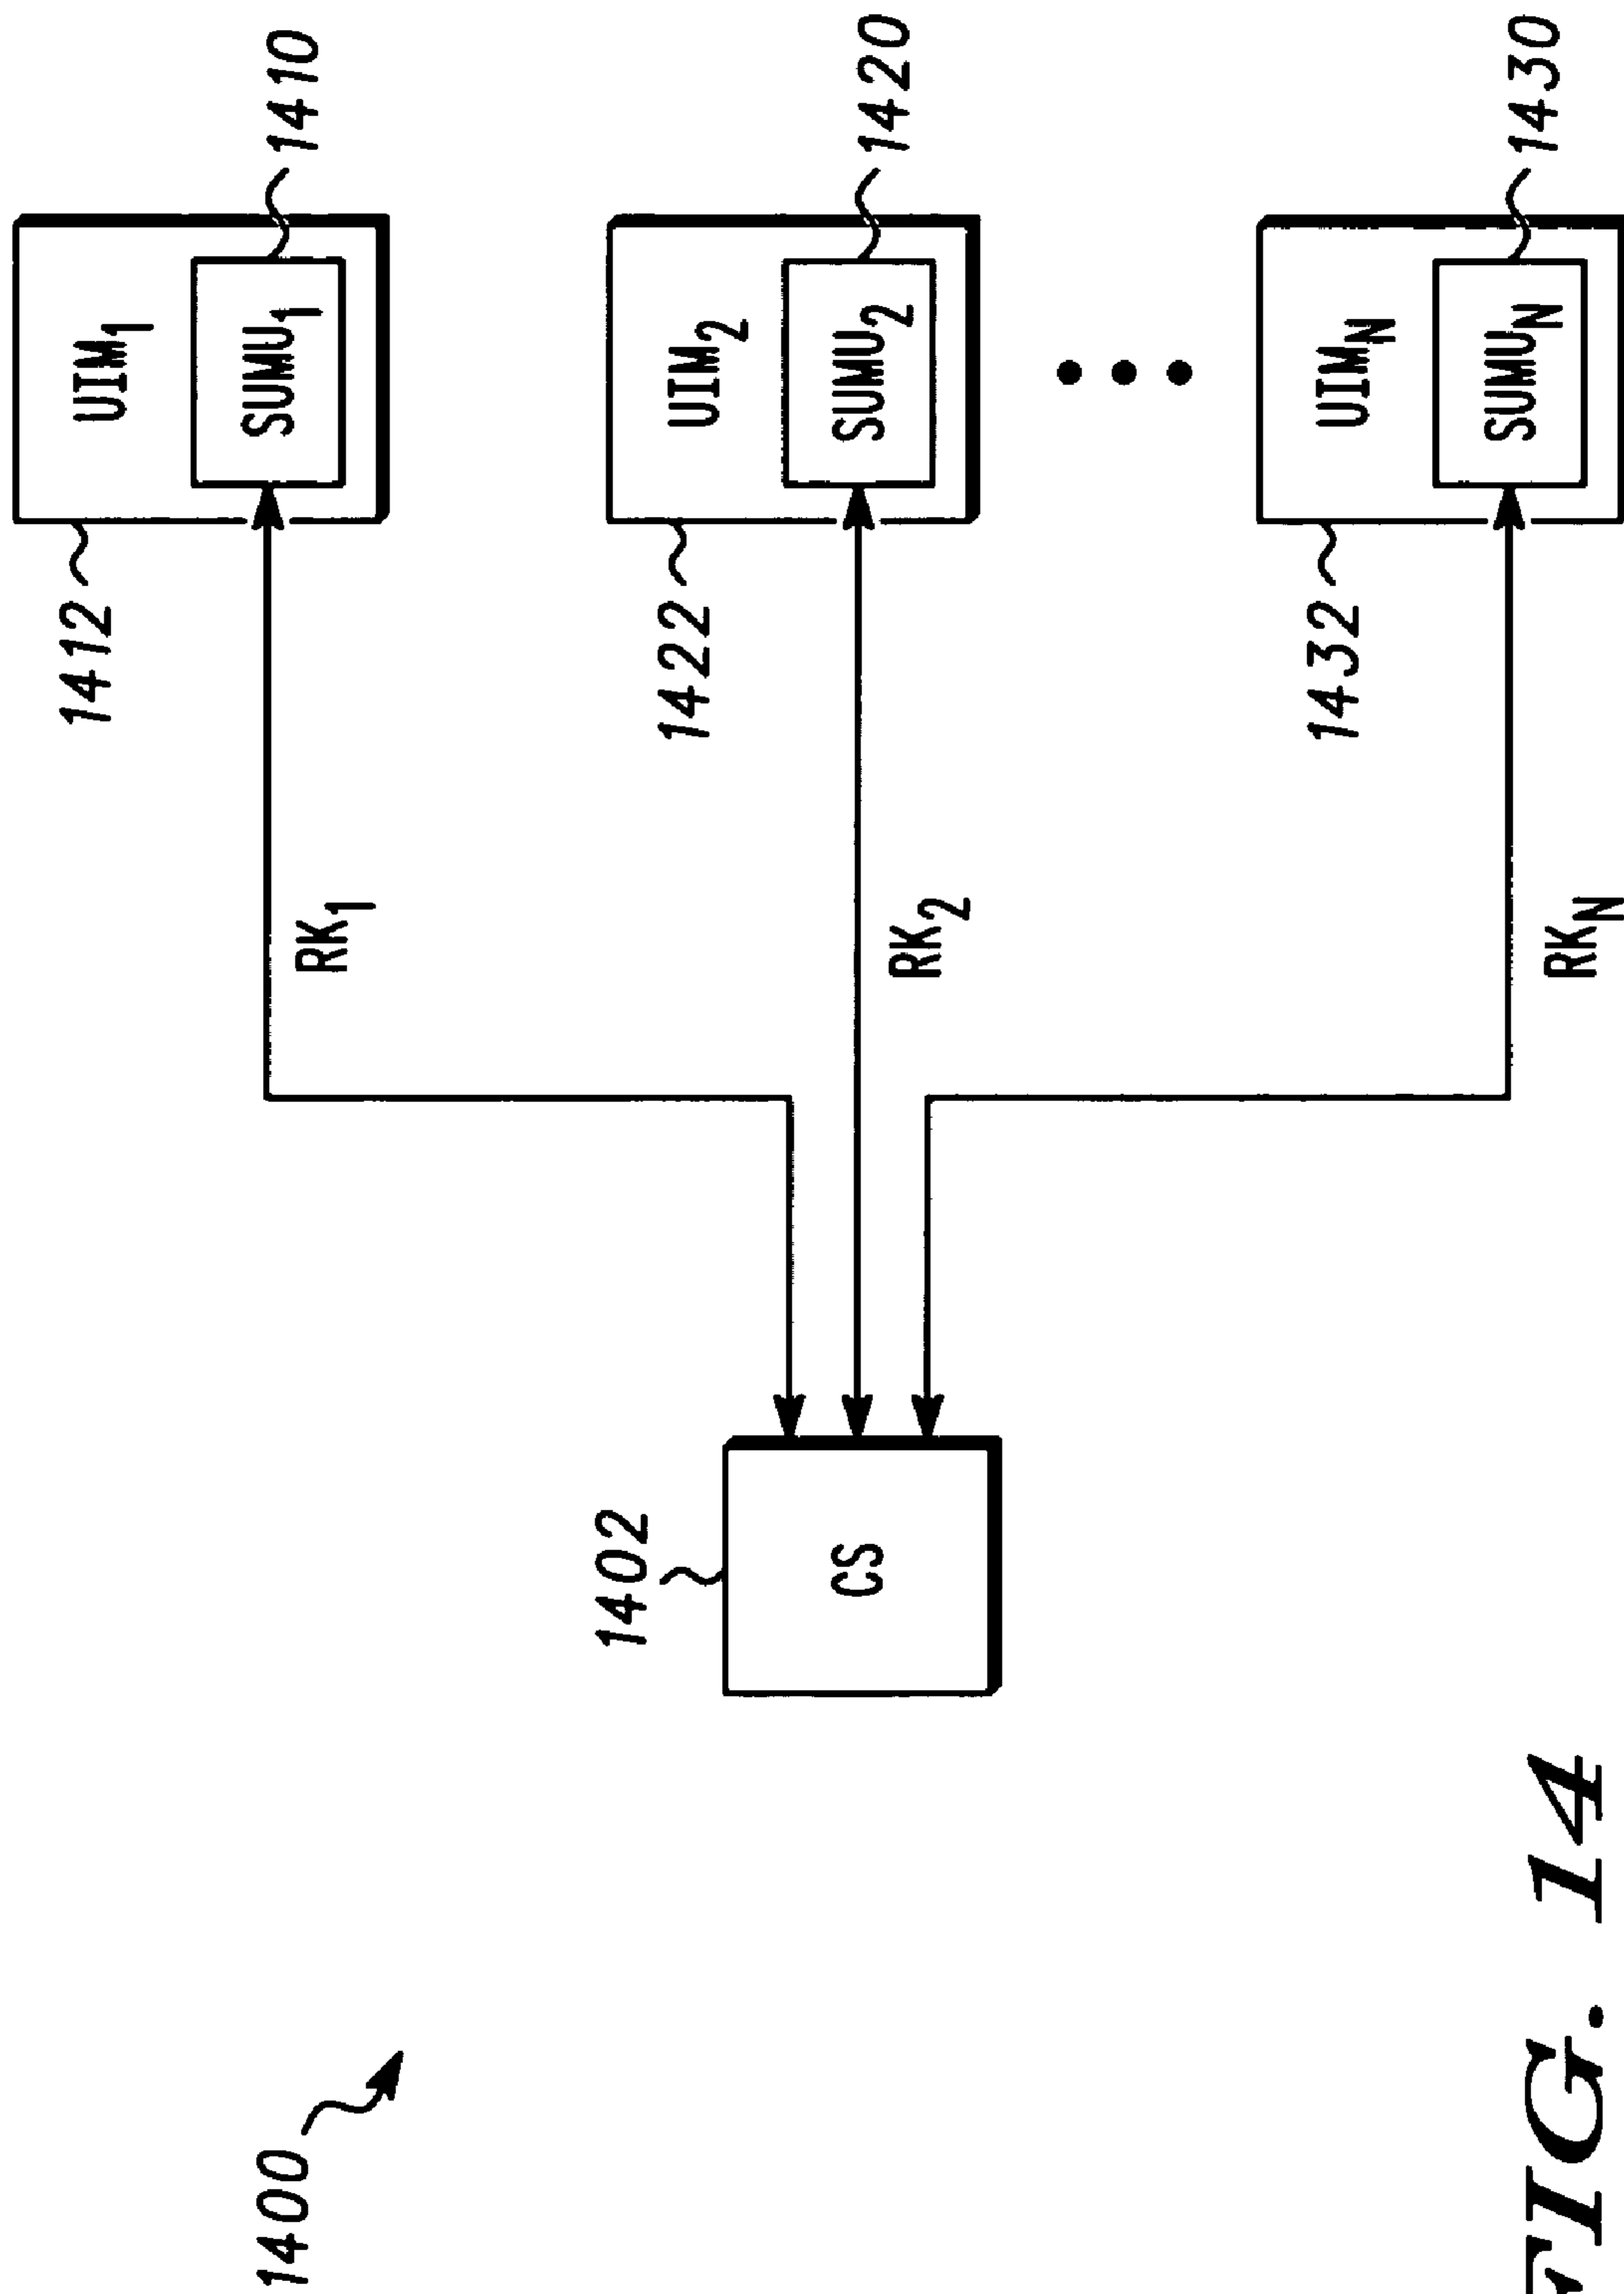 1400
1402
CS
RK1
RK2
RKN
1412
UIM1
SUMU1
1410
1422
UIM2
SUMU2
1420
1432
UIMN
SUMUN
1430
FIG. 14